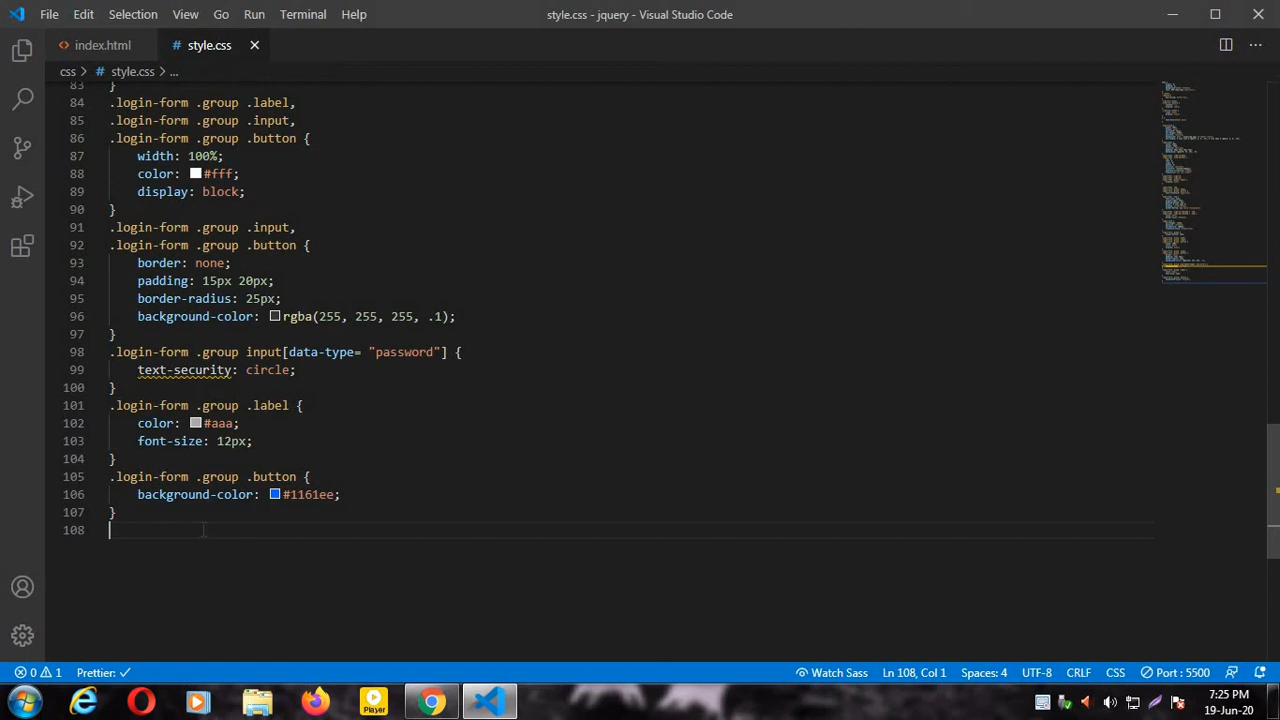 File Edit Selection View Go Run Terminal Help style.css - jquery - Visual Studio Code
index.html style.css
css > style.css > ...
83 }
84 .login-form .group .label,
85 .login-form .group .input,
86 .login-form .group .button {
87 width: 100%;
88 color: #fff;
89 display: block;
90 }
91 .login-form .group .input,
92 .login-form .group .button {
93 border: none;
94 padding: 15px 20px;
95 border-radius: 25px;
96 background-color: rgba(255, 255, 255, .1);
97 }
98 .login-form .group input[data-type= "password"] {
99 text-security: circle;
100 }
101 .login-form .group .label {
102 color: #aaa;
103 font-size: 12px;
104 }
105 .login-form .group .button {
106 background-color: #1161ee;
107 }
108
0 1 Prettier: ✓ Watch Sass Ln 108, Col 1 Spaces: 4 UTF-8 CRLF CSS Port : 5500
Player
7:25 PM
19-Jun-20